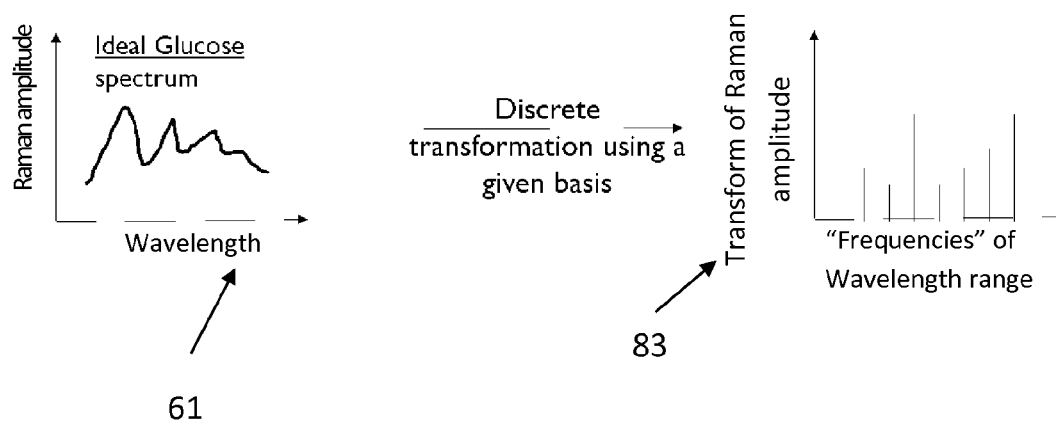 Raman amplitude
Ideal Glucose
spectrum
Wavelength
61
Discrete
transformation using a
given basis
Transform of Raman
amplitude
83
“Frequencies” of
Wavelength range